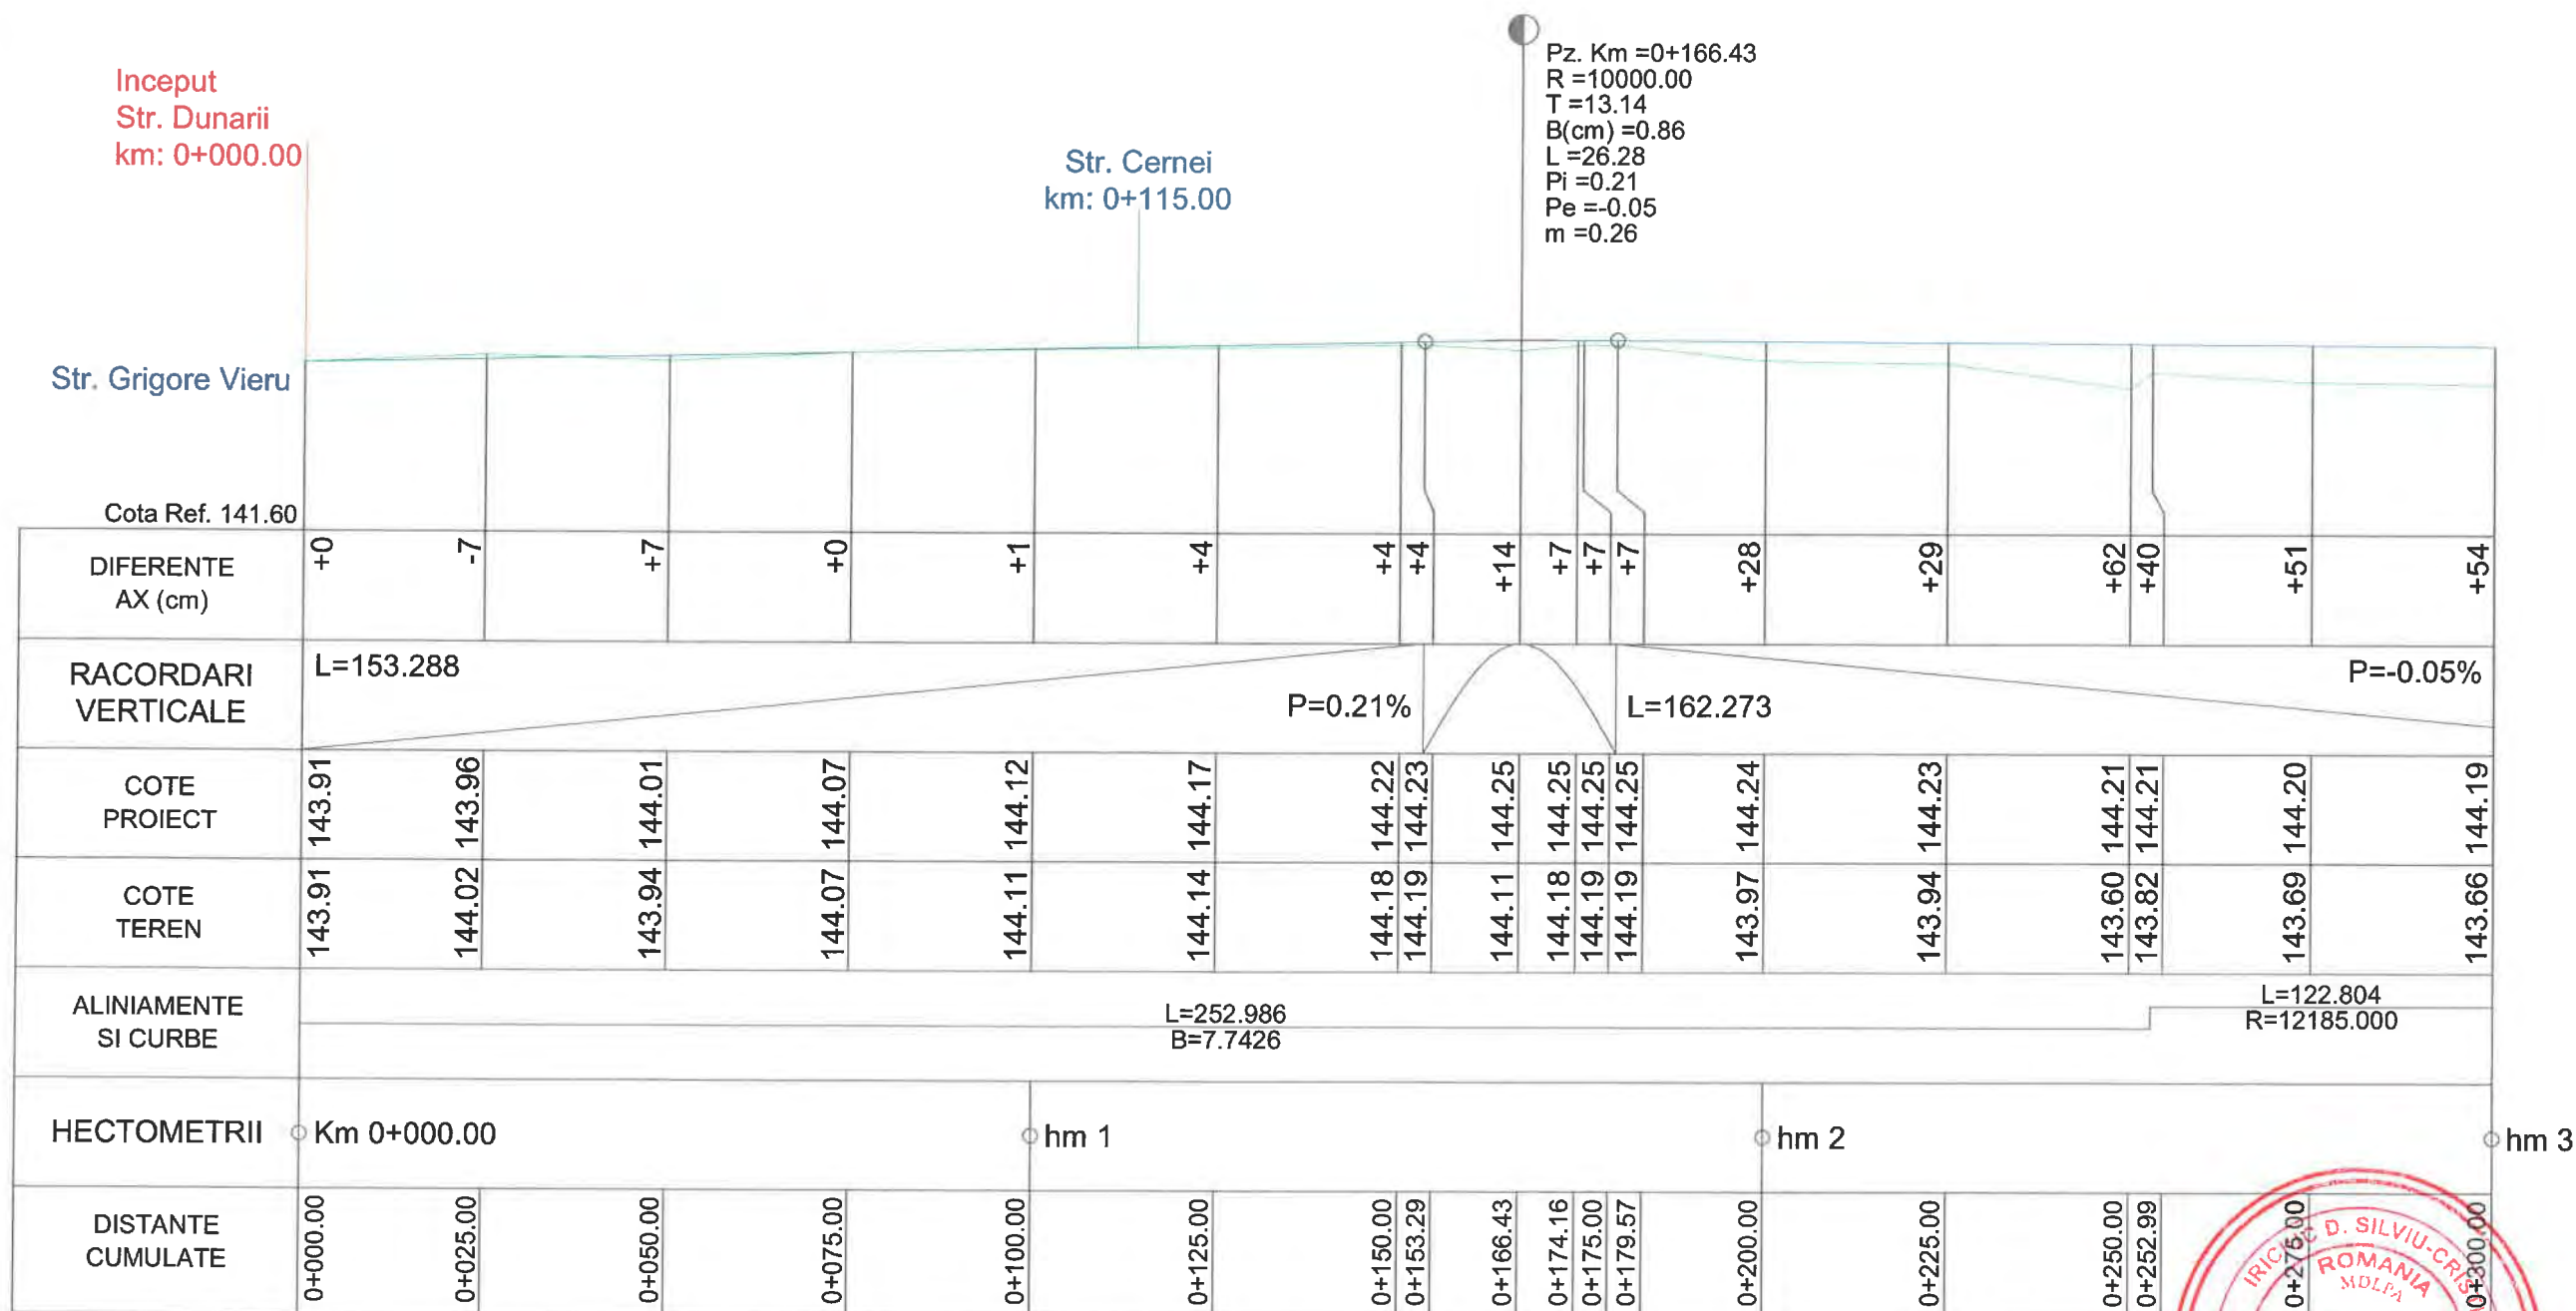 Inceput
Str. Dunarii
km: 0+000.00
Str. Cernei
km: 0+115.00
Pz. Km =0+166.43
R =10000.00
T =13.14
B(cm) =0.86
L =26.28
Pi =0.21
Pe =-0.05
m =0.26
Str. Grigore Vieru
Cota Ref. 141.60
DIFERENTE
AX (cm)
+0 -7 +7 +0 +1 +4 +4 +4 +14 +7 +7 +7 +28 +29 +62 +40 +51 +54
RACORDARI
VERTICALE
L=153.288
P=0.21%
L=162.273
P=-0.05%
COTE
PROIECT
143.91 143.96 144.01 144.07 144.12 144.17 144.22 144.23 144.25 144.25 144.25 144.25 144.24 144.23 144.21 144.21 144.20 144.19
COTE
TEREN
143.91 144.02 143.94 144.07 144.11 144.14 144.18 144.19 144.11 144.18 144.19 144.19 143.97 143.94 143.60 143.82 143.69 143.66
ALINIAMENTE
SI CURBE
L=252.986
B=7.7426
L=122.804
R=12185.000
HECTOMETRII
Km 0+000.00
hm 1
hm 2
hm 3
DISTANTE
CUMULATE
0+000.00 0+025.00 0+050.00 0+075.00 0+100.00 0+125.00 0+150.00 0+153.29 0+166.43 0+174.16 0+175.00 0+179.57 0+200.00 0+225.00 0+250.00 0+252.99 0+275.00 0+300.00
D. SILVIU-
ROMANIA
MDLPA